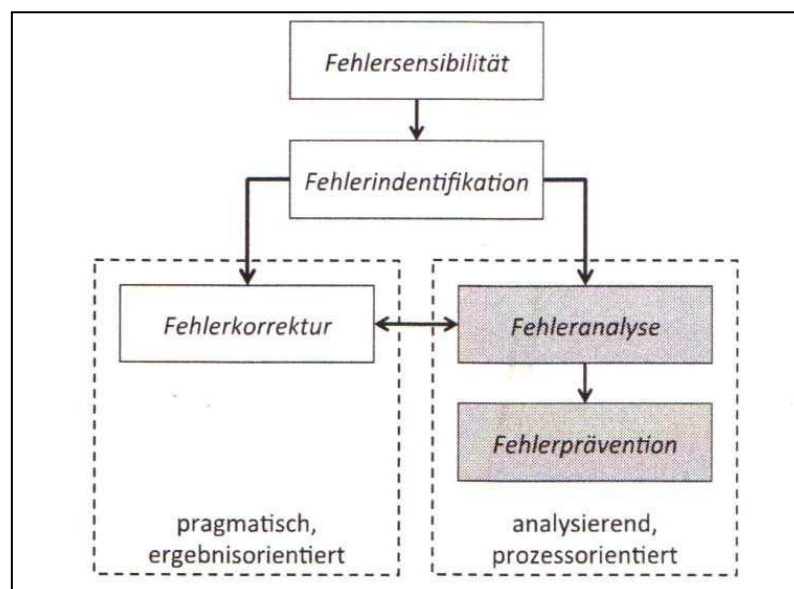 Fehlersensibilität
Fehlerindentifikation
Fehlerkorrektur
Fehleranalyse
Fehlerprävention
pragmatisch,
ergebnisorientiert
analysierend,
prozessorientiert